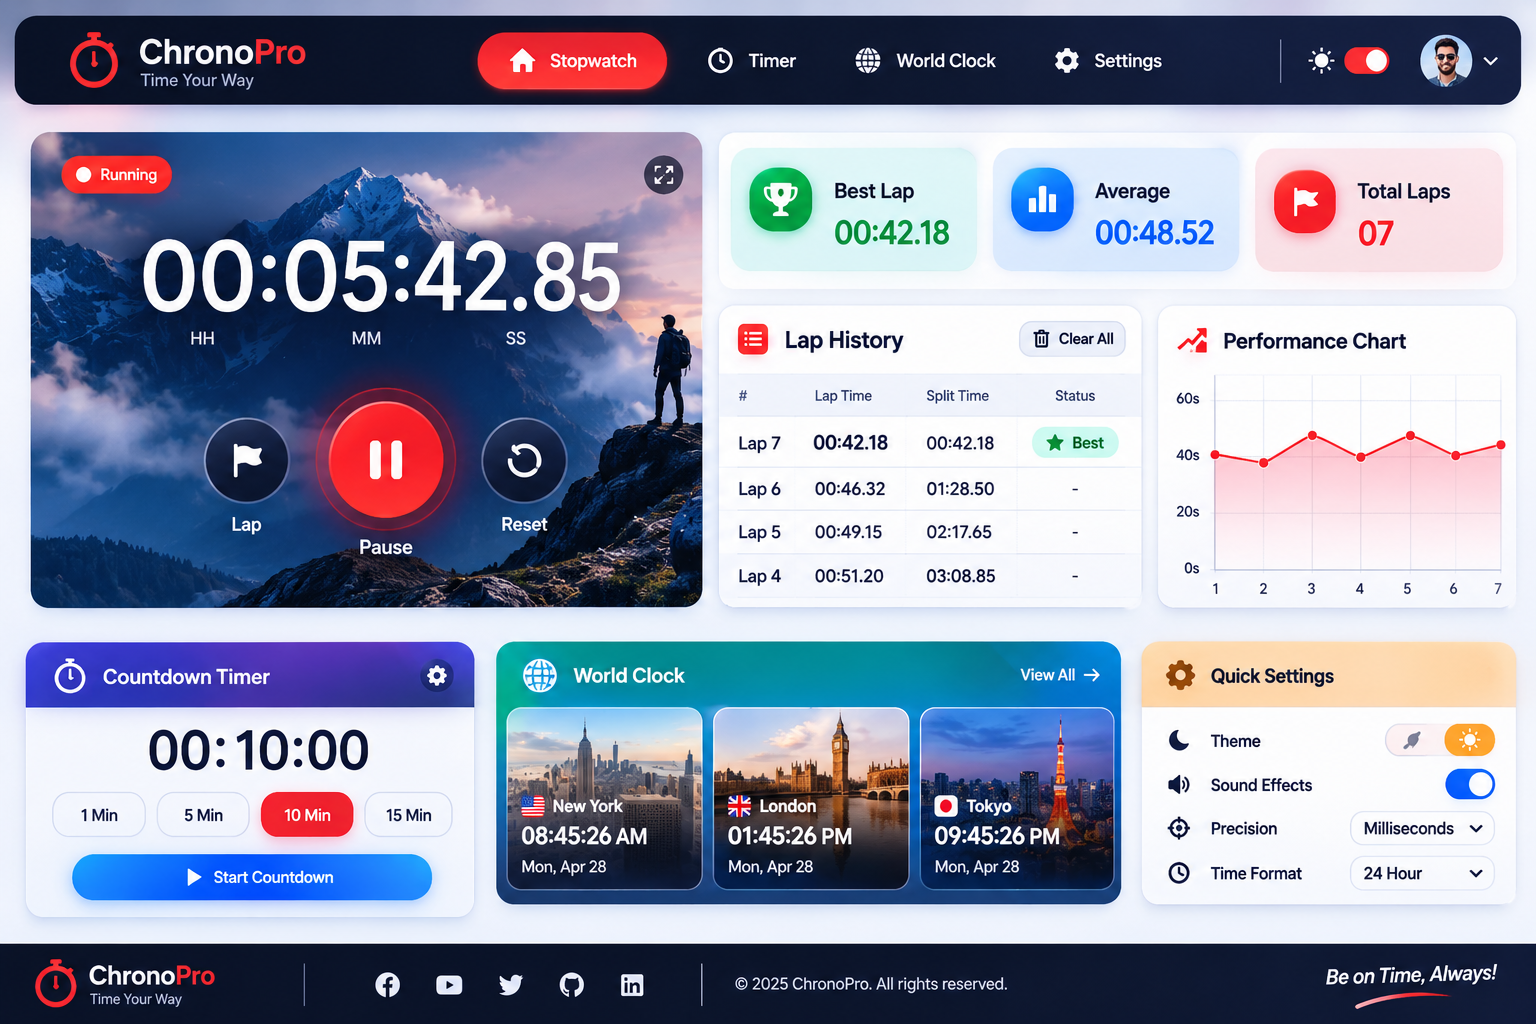 ChronoPro
Time Your Way
Stopwatch
Timer
World Clock
Settings
Running
00:05:42.85
HH MM SS
Lap
Pause
Reset
Best Lap
00:42.18
Average
00:48.52
Total Laps
07
Lap History
Clear All
# Lap Time Split Time Status
Lap 7 00:42.18 00:42.18 Best
Lap 6 00:46.32 01:28.50 -
Lap 5 00:49.15 02:17.65 -
Lap 4 00:51.20 03:08.85 -
Performance Chart
60s
40s
20s
0s
1 2 3 4 5 6 7
Countdown Timer
00:10:00
1 Min
5 Min
10 Min
15 Min
Start Countdown
World Clock
View All
New York
08:45:26 AM
Mon, Apr 28
London
01:45:26 PM
Mon, Apr 28
Tokyo
09:45:26 PM
Mon, Apr 28
Quick Settings
Theme
Sound Effects
Precision Milliseconds
Time Format 24 Hour
ChronoPro
Time Your Way
© 2025 ChronoPro. All rights reserved.
Be on Time, Always!